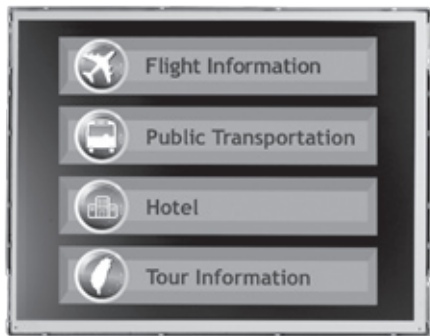 Flight Information
Public Transportation
Hotel
Tour Information